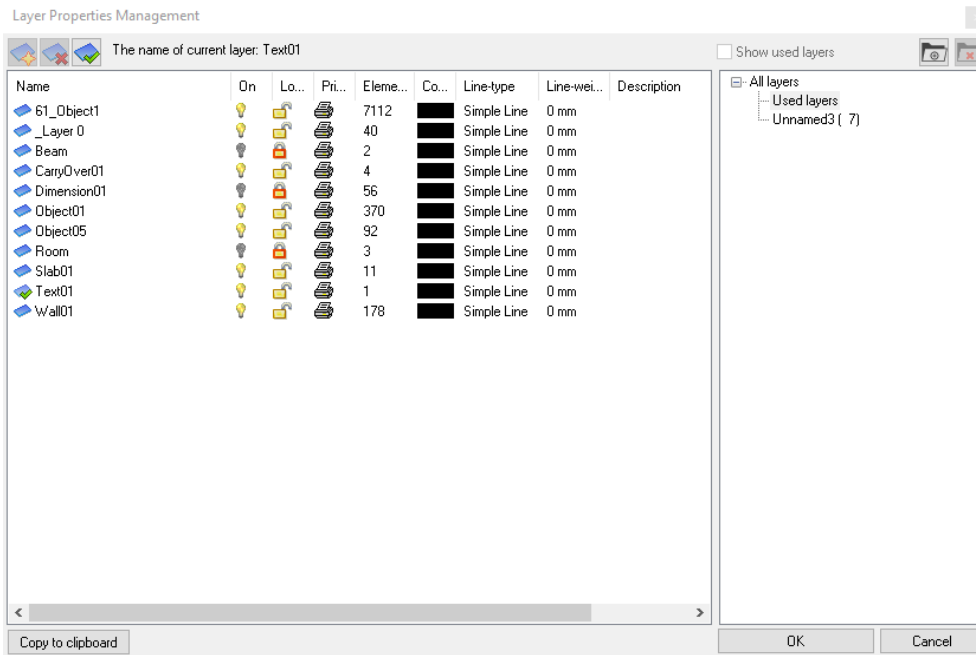 Layer Properties Management
The name of current layer: Text01
Show used layers
Name On Lo... Pri... Eleme... Co... Line-type Line-wei... Description
61_Object1 7112 Simple Line 0 mm
_Layer 0 40 Simple Line 0 mm
Beam 2 Simple Line 0 mm
CarryOver01 4 Simple Line 0 mm
Dimension01 56 Simple Line 0 mm
Object01 370 Simple Line 0 mm
Object05 92 Simple Line 0 mm
Room 3 Simple Line 0 mm
Slab01 11 Simple Line 0 mm
Text01 1 Simple Line 0 mm
Wall01 178 Simple Line 0 mm
All layers
Used layers
Unnamed3 ( 7)
Copy to clipboard
OK
Cancel